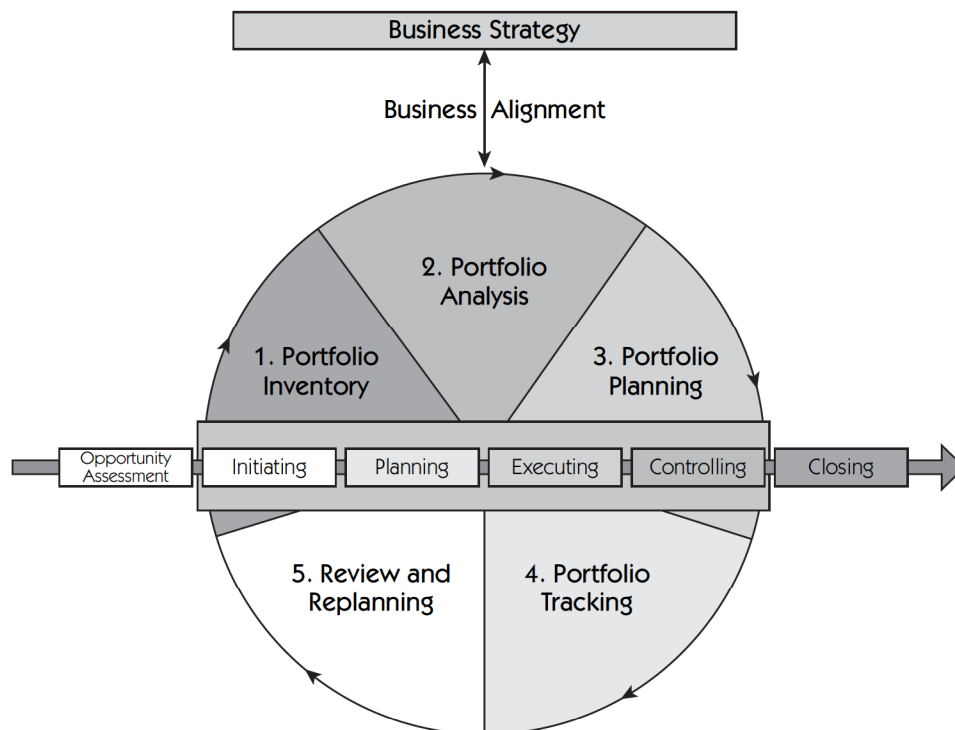 Business Strategy
Business Alignment
2. Portfolio
Analysis
1. Portfolio
Inventory
3. Portfolio
Planning
Opportunity
Assessment
Initiating
Planning
Executing
Controlling
Closing
5. Review and
Replanning
4. Portfolio
Tracking